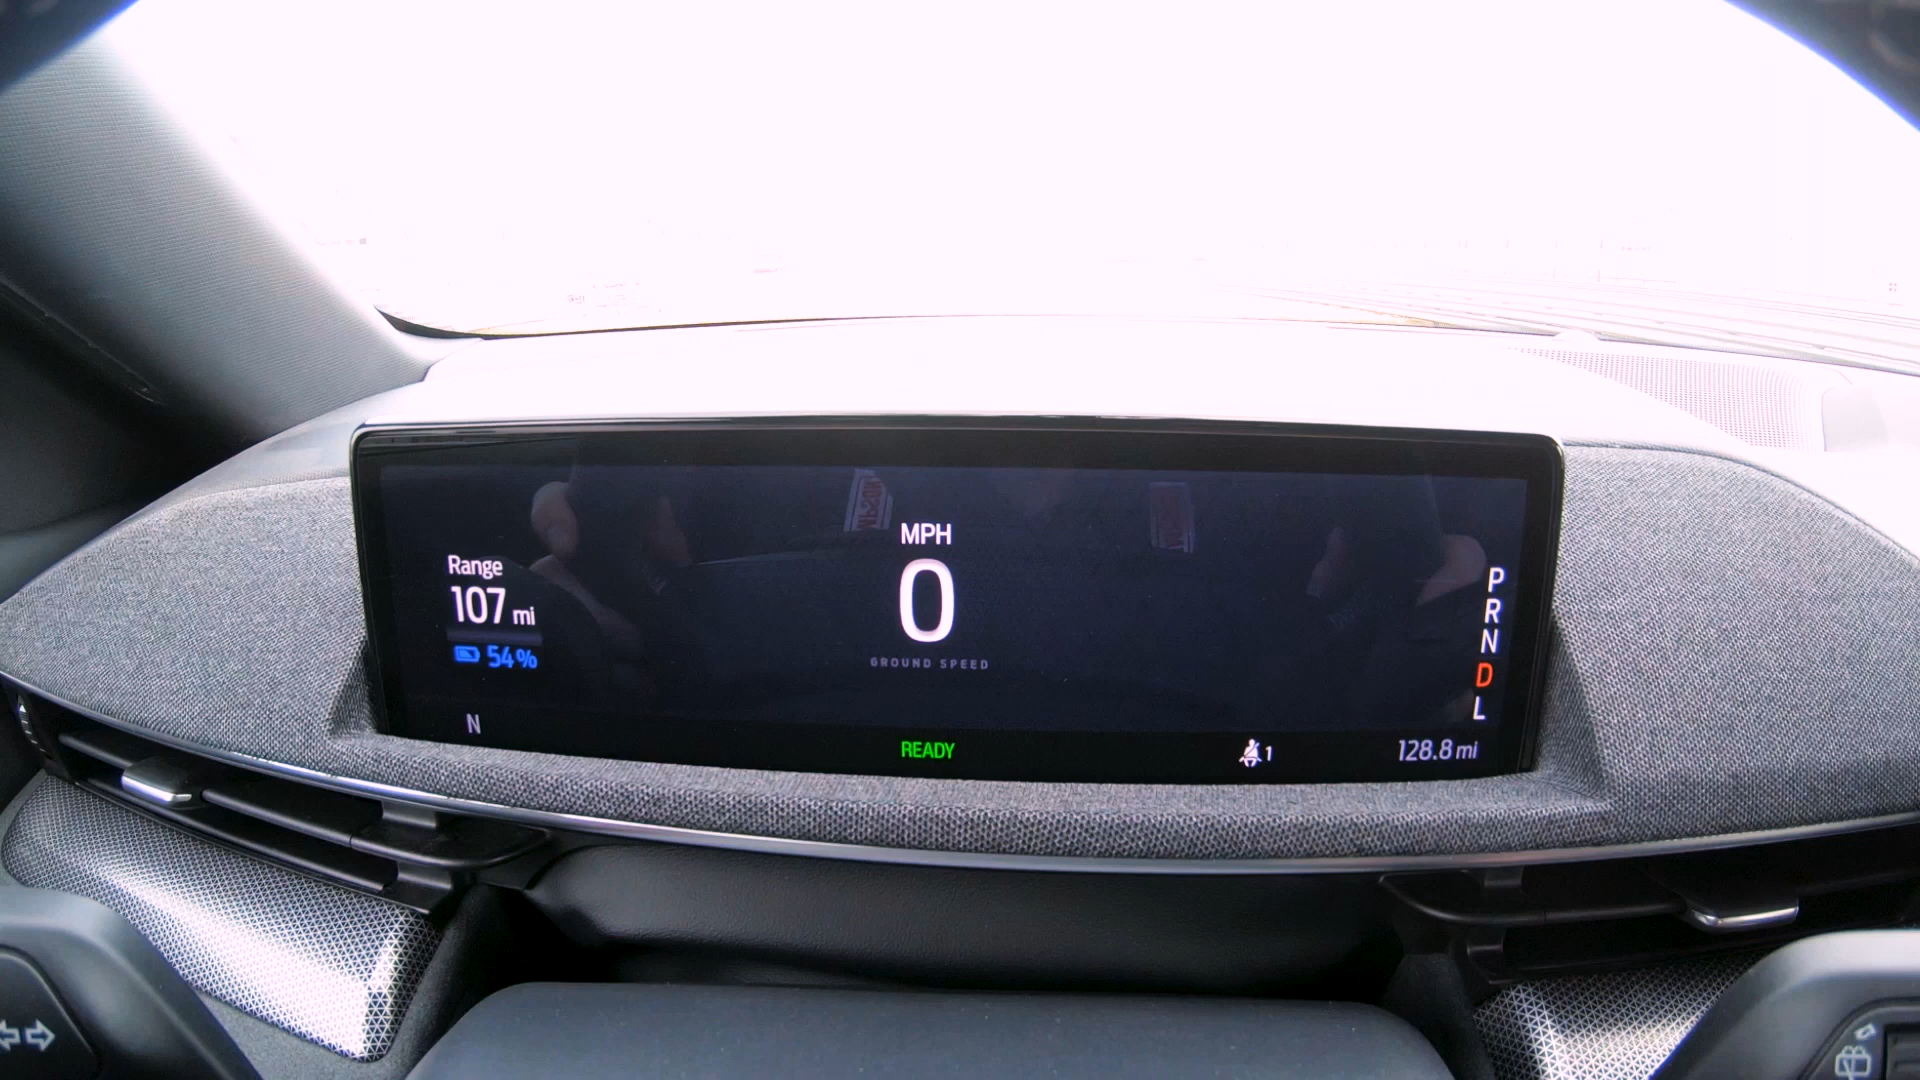 MPH
0
GROUND SPEED
Range
107 mi
54%
N
READY
1
128.8 mi
P
R
N
D
L